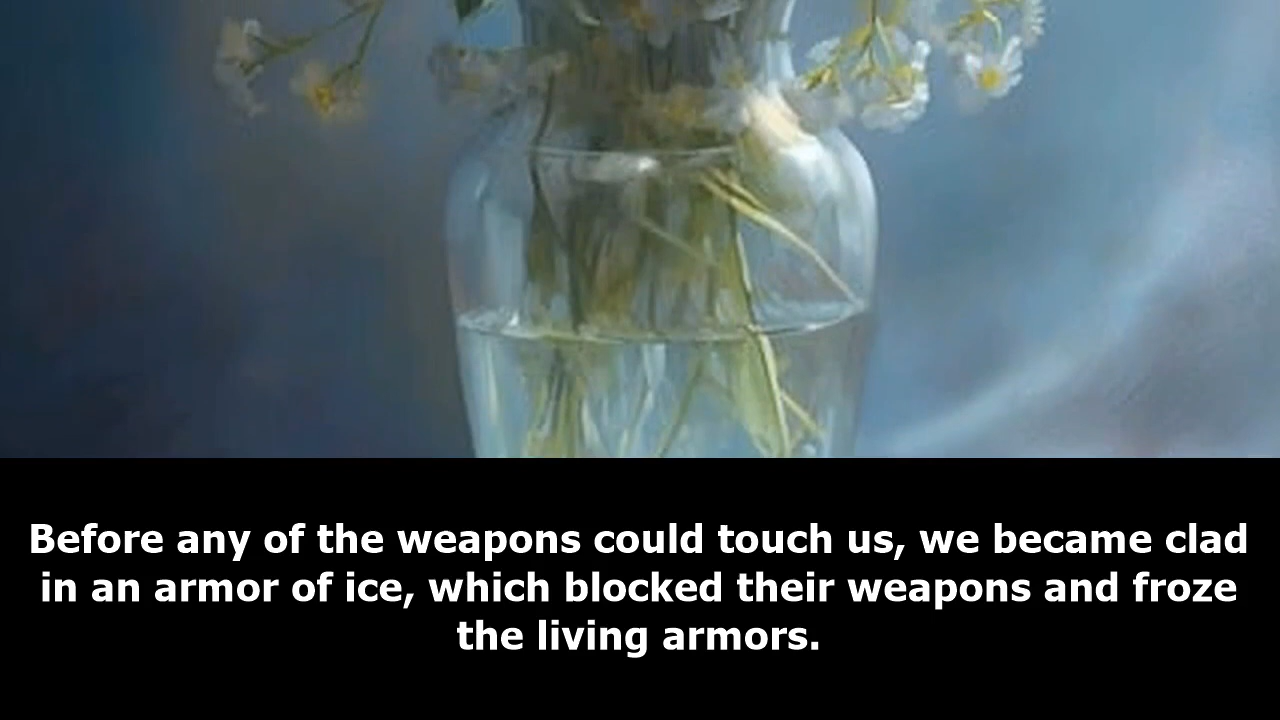 Before any of the weapons could touch us, we became clad
in an armor of ice, which blocked their weapons and froze
the living armors.